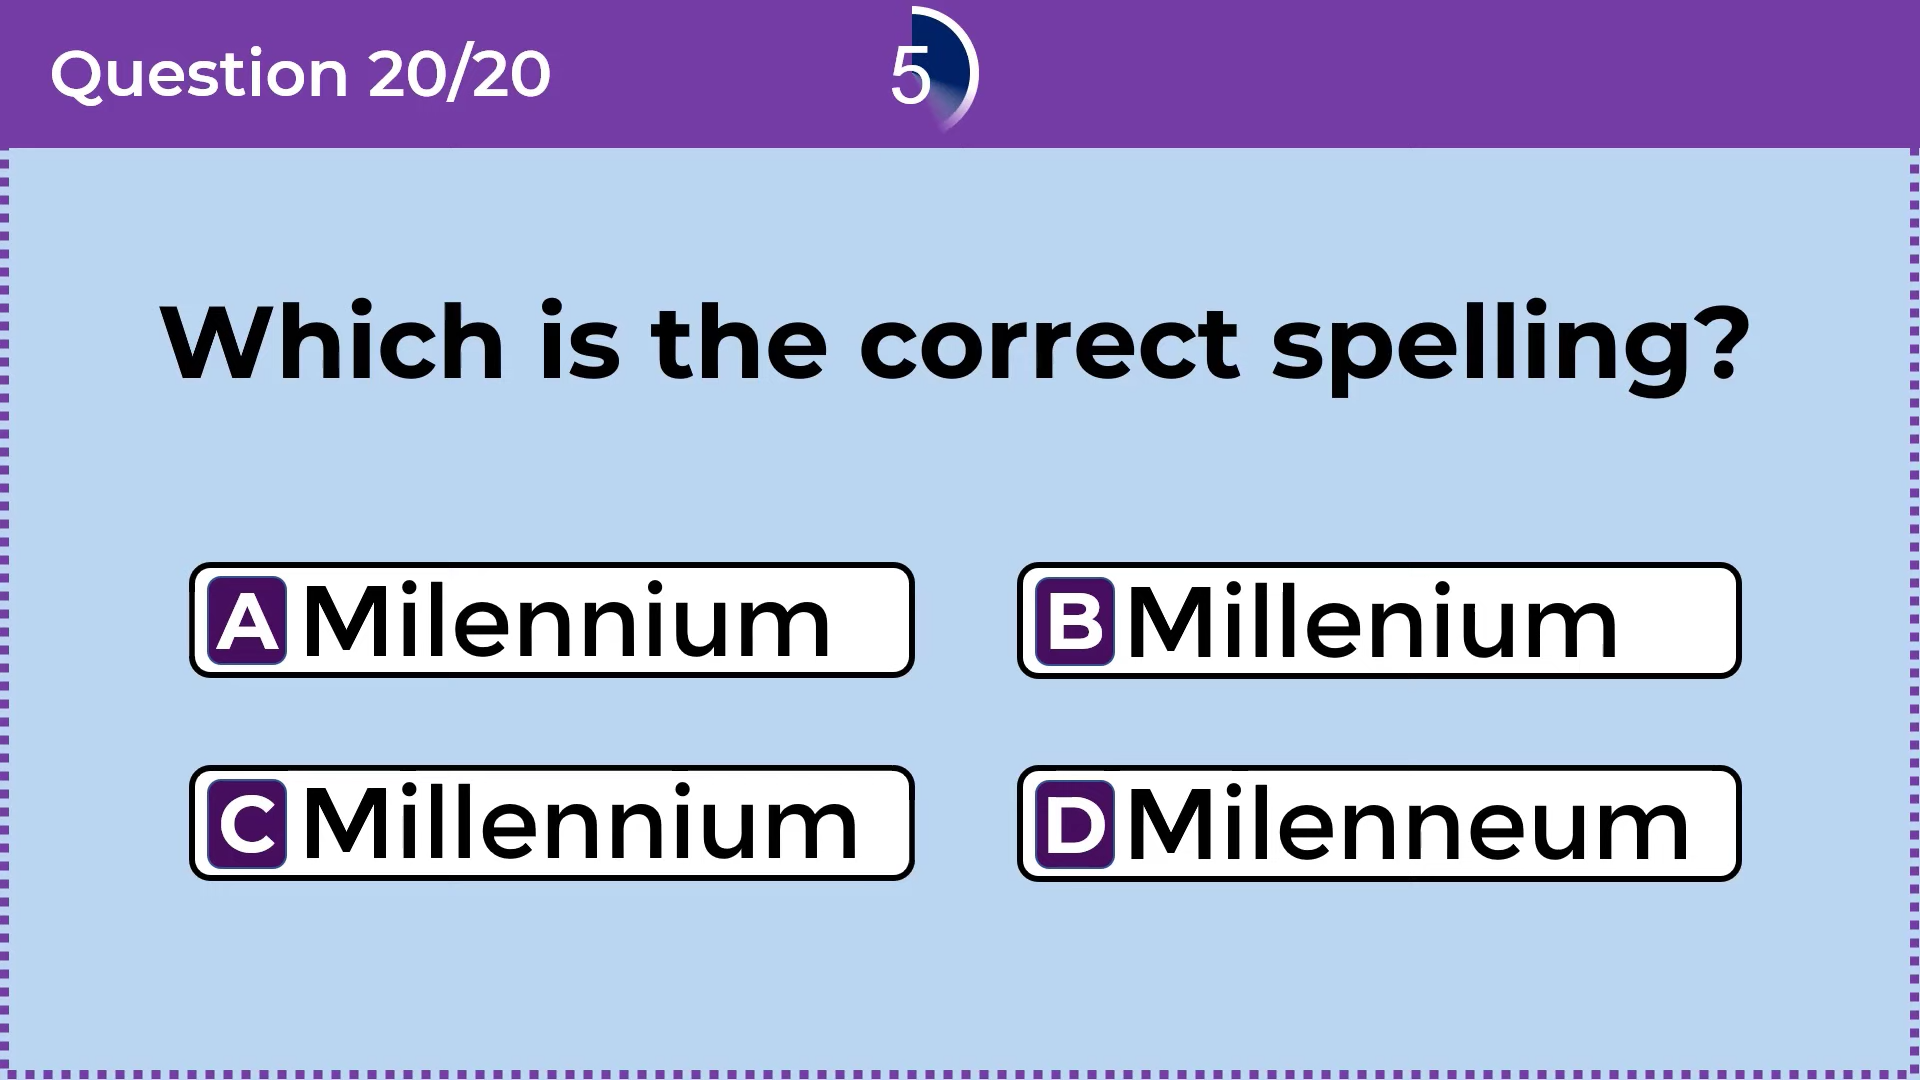 Question 20/20
5
Which is the correct spelling?
A Milennium
B Millenium
C Millennium
D Milenneum